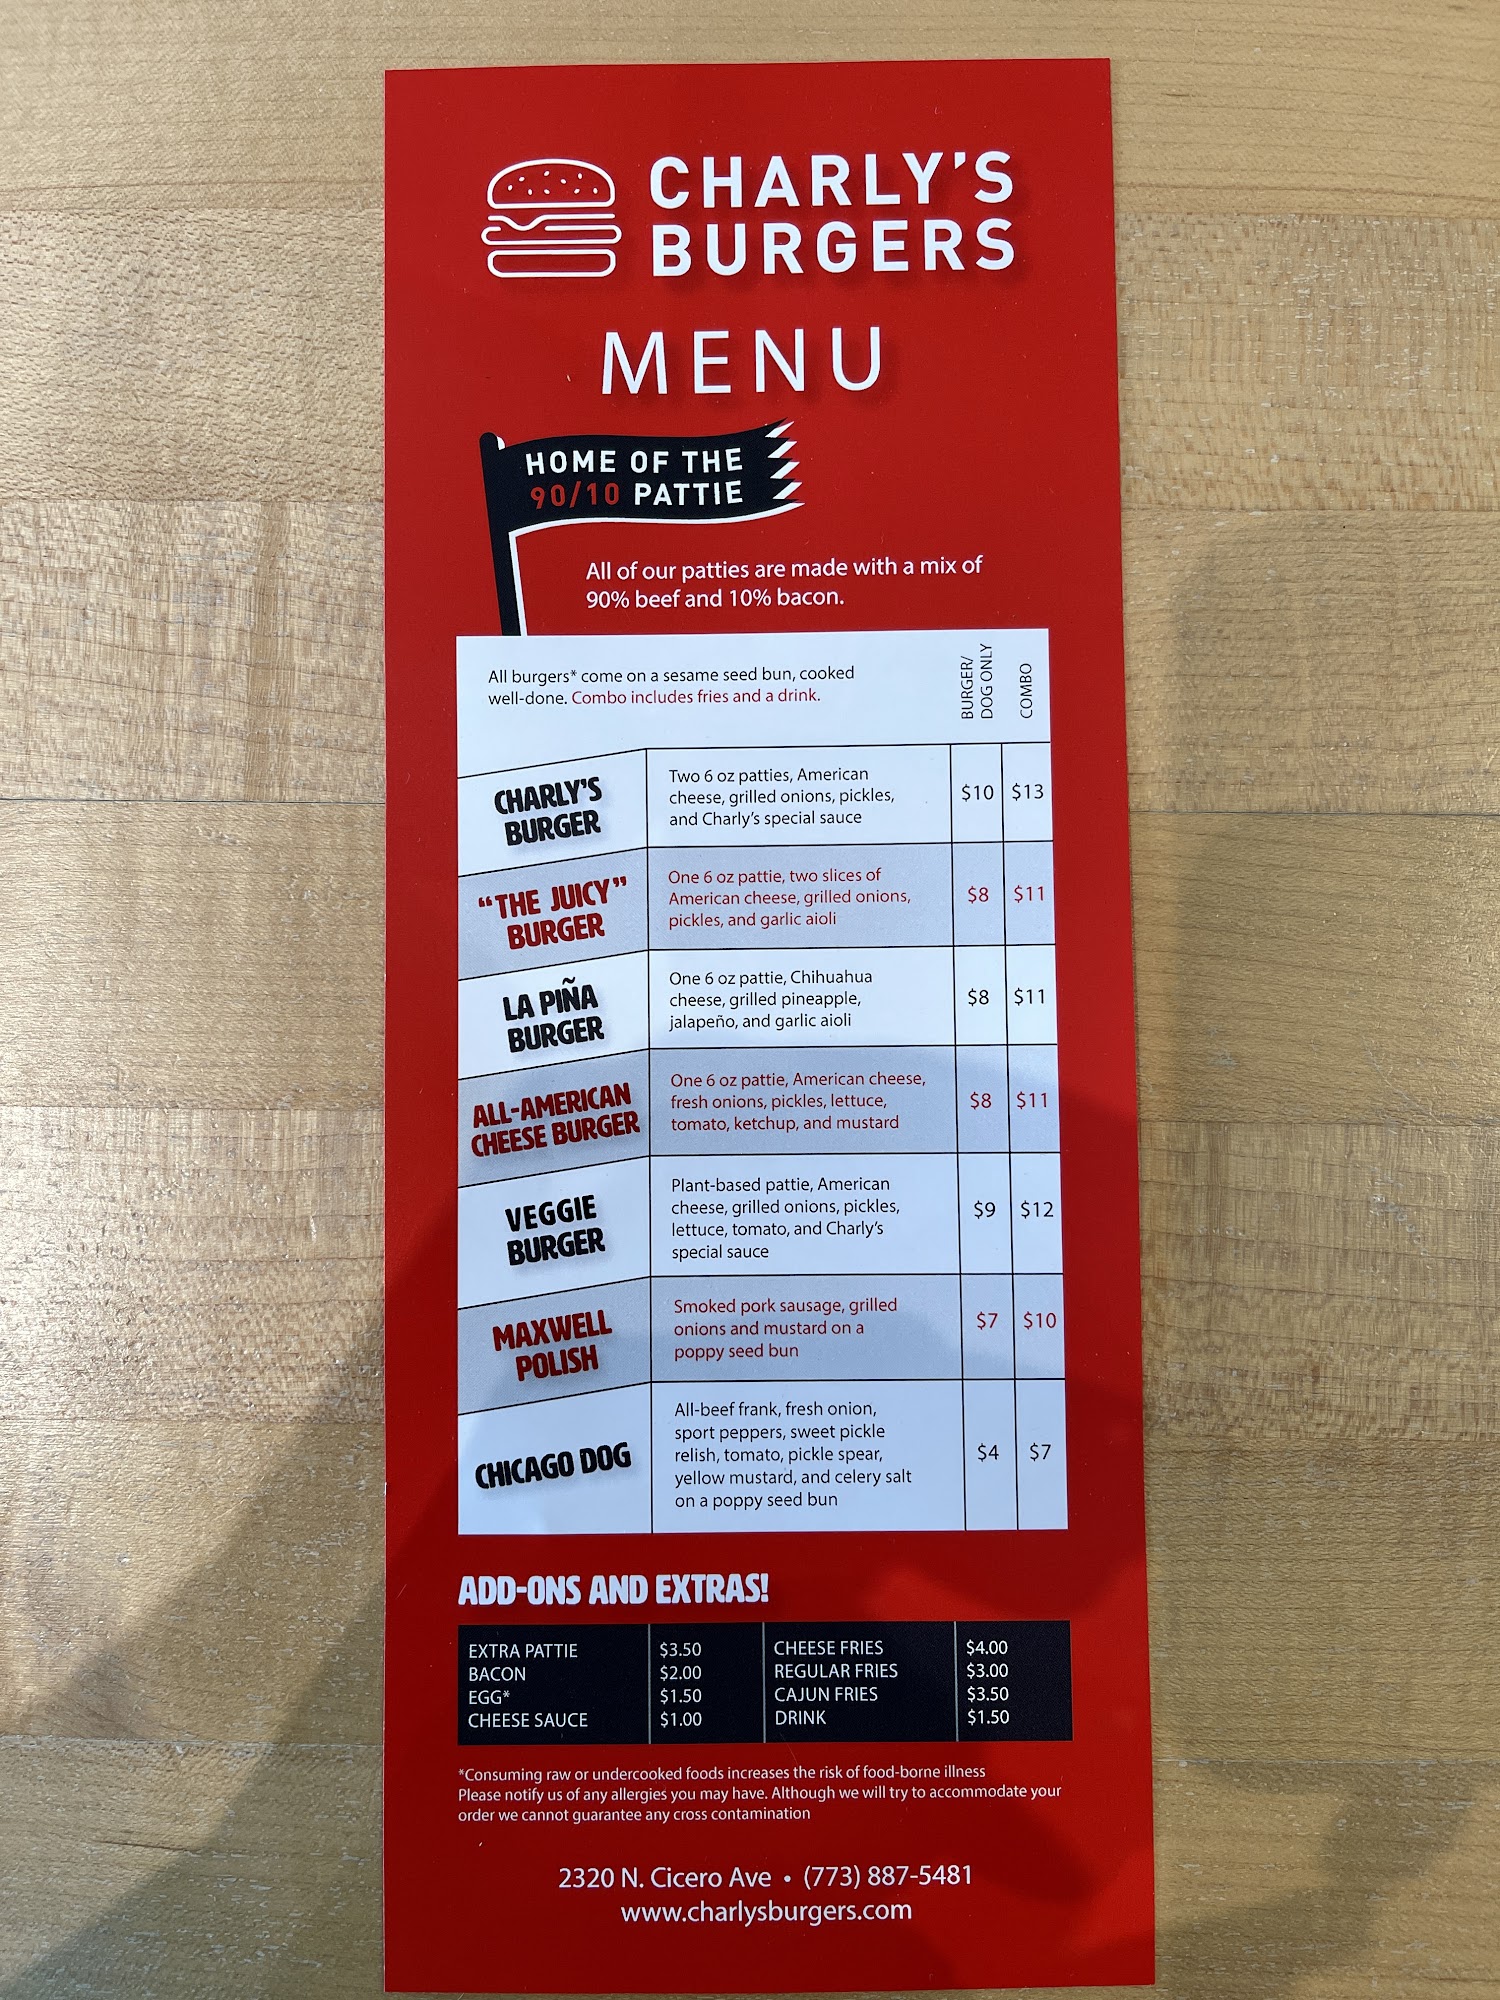 CHARLY'S
BURGERS
MENU
HOME OF THE
90/10 PATTIE
All of our patties are made with a mix of
90% beef and 10% bacon.
All burgers* come on a sesame seed bun, cooked
well-done. Combo includes fries and a drink.
BURGER/
DOG ONLY
COMBO
CHARLY'S
BURGER
Two 6 oz patties, American
cheese, grilled onions, pickles,
and Charly's special sauce
$10 $13
"THE JUICY"
BURGER
One 6 oz pattie, two slices of
American cheese, grilled onions,
pickles, and garlic aioli
$8 $11
LA PIÑA
BURGER
One 6 oz pattie, Chihuahua
cheese, grilled pineapple,
jalapeño, and garlic aioli
$8 $11
ALL-AMERICAN
CHEESE BURGER
One 6 oz pattie, American cheese,
fresh onions, pickles, lettuce,
tomato, ketchup, and mustard
$8 $11
VEGGIE
BURGER
Plant-based pattie, American
cheese, grilled onions, pickles,
lettuce, tomato, and Charly's
special sauce
$9 $12
MAXWELL
POLISH
Smoked pork sausage, grilled
onions and mustard on a
poppy seed bun
$7 $10
CHICAGO DOG
All-beef frank, fresh onion,
sport peppers, sweet pickle
relish, tomato, pickle spear,
yellow mustard, and celery salt
on a poppy seed bun
$4 $7
ADD-ONS AND EXTRAS!
EXTRA PATTIE $3.50
BACON $2.00
EGG* $1.50
CHEESE SAUCE $1.00
CHEESE FRIES $4.00
REGULAR FRIES $3.00
CAJUN FRIES $3.50
DRINK $1.50
*Consuming raw or undercooked foods increases the risk of food-borne illness
Please notify us of any allergies you may have. Although we will try to accommodate your
order we cannot guarantee any cross contamination
2320 N. Cicero Ave • (773) 887-5481
www.charlysburgers.com